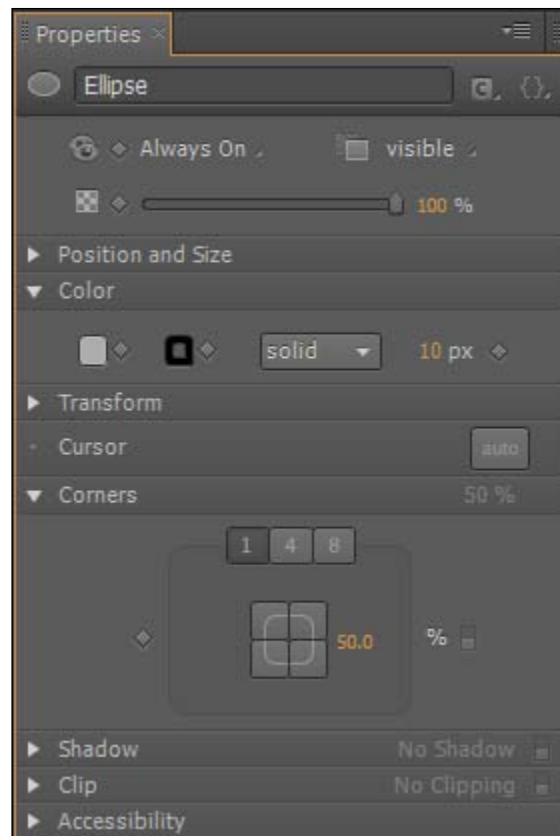 Properties ×
Ellipse C {}
Always On visible
100 %
Position and Size
Color
solid 10 px
Transform
Cursor auto
Corners 50 %
1 4 8
50.0 %
Shadow No Shadow
Clip No Clipping
Accessibility